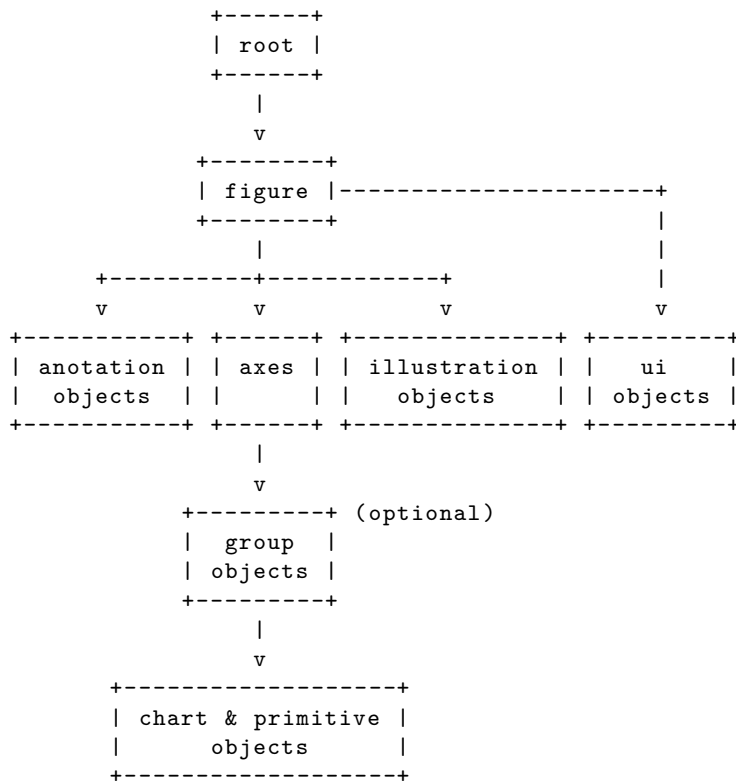 root
figure
anotation axes illustration ui
objects objects objects
(optional)
group
objects
chart & primitive
objects